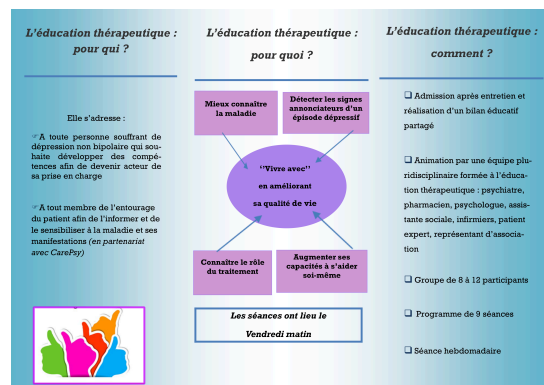 L'éducation thérapeutique :
pour qui ?
Elle s'adresse :
☞A toute personne souffrant de
dépression non bipolaire qui sou-
haite développer des compé-
tences afin de devenir acteur de
sa prise en charge
☞A tout membre de l'entourage
du patient afin de l'informer et de
le sensibiliser à la maladie et ses
manifestations (en partenariat
avec CarePsy)
L'éducation thérapeutique :
pour quoi ?
Mieux connaître
la maladie
Détecter les signes
annonciateurs d'un
épisode dépressif
‘'Vivre avec’'
en améliorant
sa qualité de vie
Connaître le rôle
du traitement
Augmenter ses
capacités à s'aider
soi-même
Les séances ont lieu le
Vendredi matin
L'éducation thérapeutique :
comment ?
❑ Admission après entretien et
réalisation d'un bilan éducatif
partagé
❑ Animation par une équipe plu-
ridisciplinaire formée à l'éduca-
tion thérapeutique : psychiatre,
pharmacien, psychologue, assis-
tante sociale, infirmiers, patient
expert, représentant d'associa-
tion
❑ Groupe de 8 à 12 participants
❑ Programme de 9 séances
❑ Séance hebdomadaire